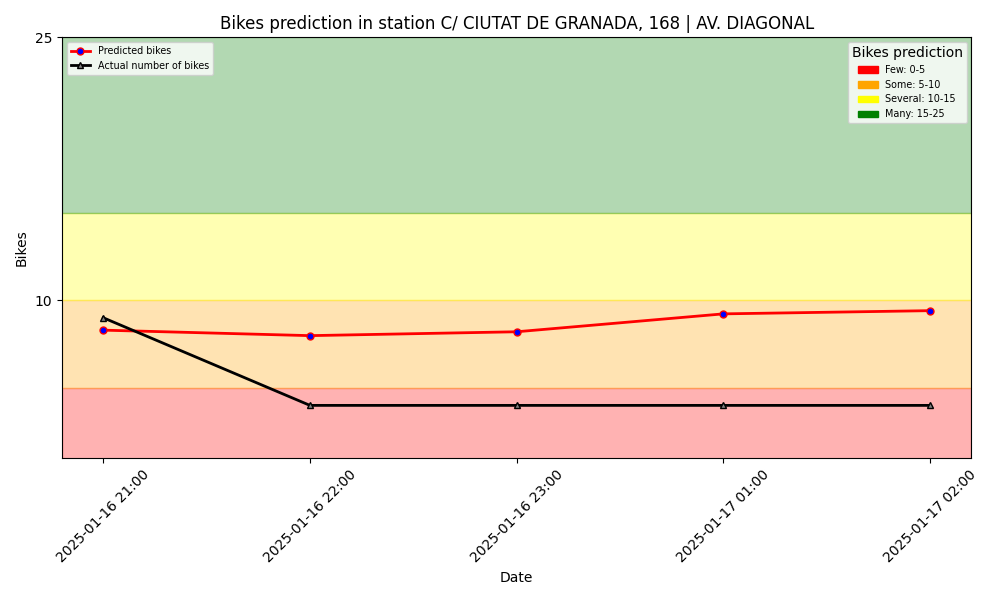 Bikes prediction in station C/ CIUTAT DE GRANADA, 168 | AV. DIAGONAL
25
Predicted bikes
Actual number of bikes
Bikes prediction
Few: 0-5
Some: 5-10
Several: 10-15
Many: 15-25
Bikes
10
2025-01-16 21:00
2025-01-16 22:00
2025-01-16 23:00
2025-01-17 01:00
2025-01-17 02:00
Date